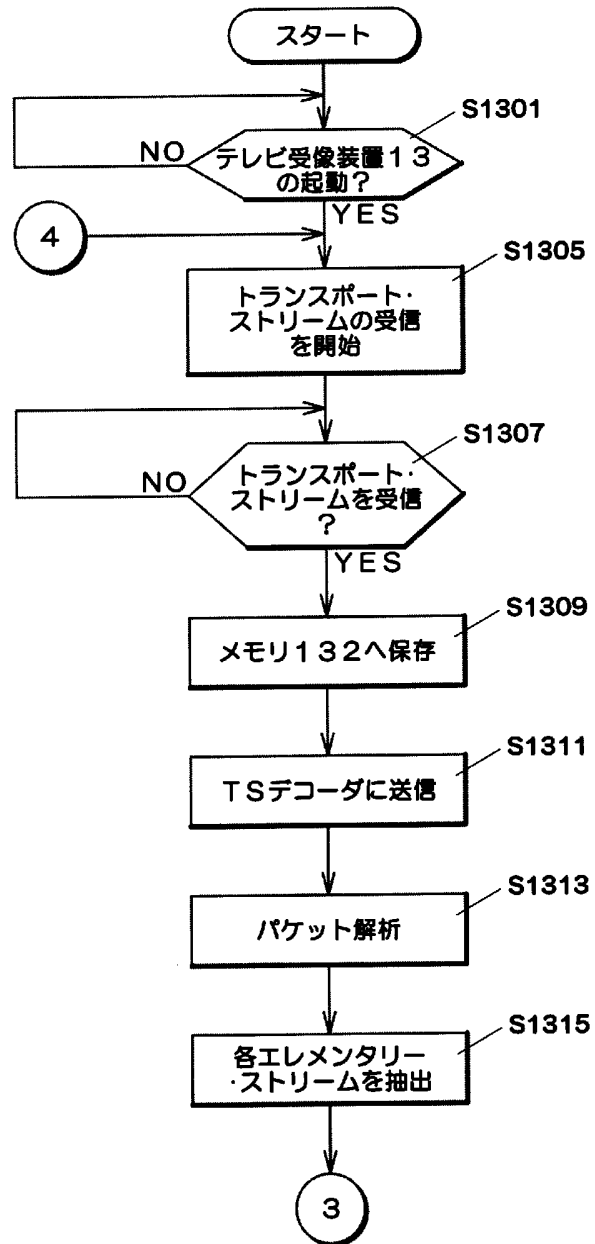 スタート
S1301
NO
テレビ受像装置13
の起動?
YES
4
S1305
トランスポート・
ストリームの受信
を開始
S1307
NO
トランスポート・
ストリームを受信
?
YES
S1309
メモリ132へ保存
S1311
TSデコーダに送信
S1313
パケット解析
S1315
各エレメンタリー
・ストリームを抽出
3